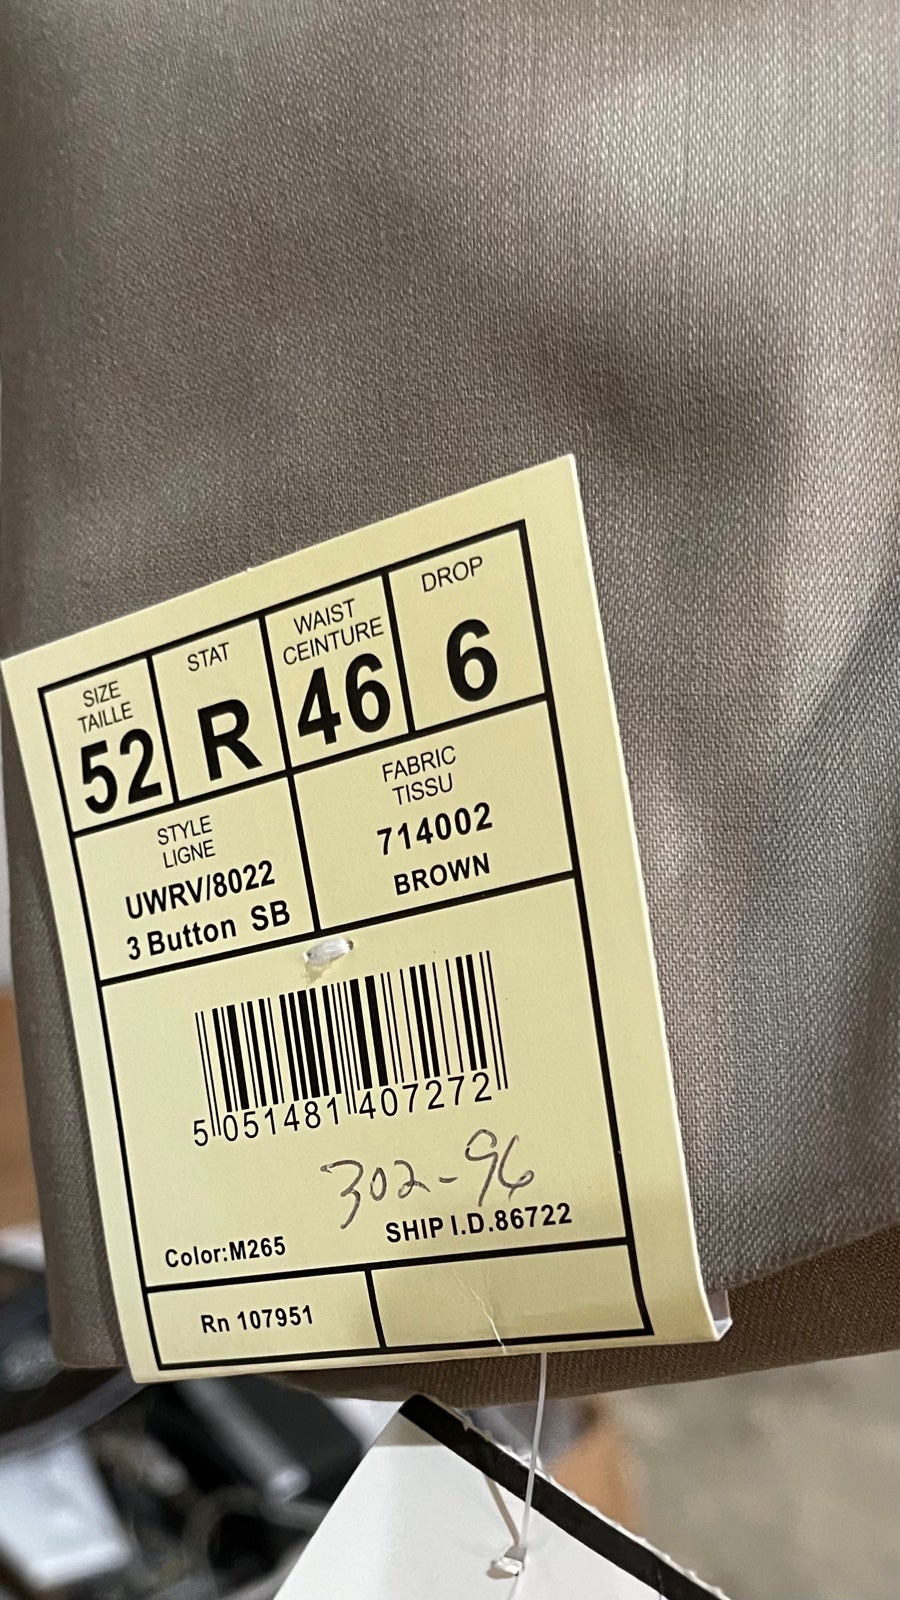 SIZE
TAILLE
52
STAT
R
WAIST
CEINTURE
46
DROP
6
STYLE
LIGNE
UWRV/8022
3 Button SB
FABRIC
TISSU
714002
BROWN
5 051481 407272
302-96
Color:M265
SHIP I.D.86722
Rn 107951